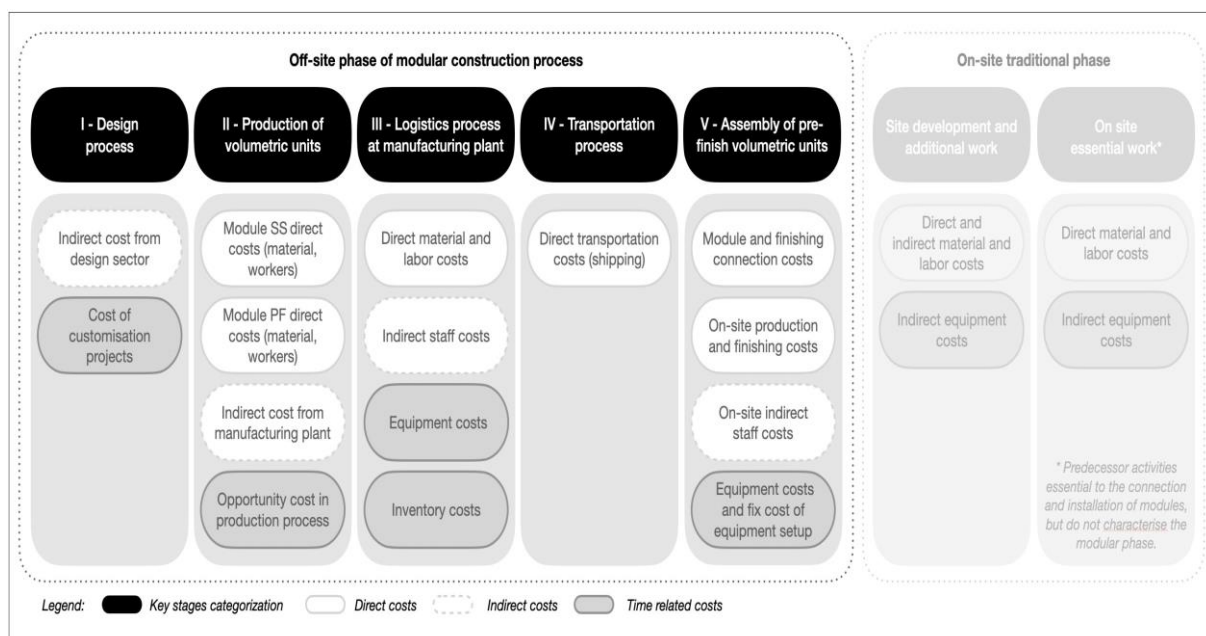 Off-site phase of modular construction process
On-site traditional phase
I - Design
process
II - Production of
volumetric units
III - Logistics process
at manufacturing plant
IV - Transportation
process
V - Assembly of pre-
finish volumetric units
Site development and
additional work
On site
essential work*
Indirect cost from
design sector
Cost of
customisation
projects
Module SS direct
costs (material,
workers)
Module PF direct
costs (material,
workers)
Indirect cost from
manufacturing plant
Opportunity cost in
production process
Direct material and
labor costs
Indirect staff costs
Equipment costs
Inventory costs
Direct transportation
costs (shipping)
Module and finishing
connection costs
On-site production
and finishing costs
On-site indirect
staff costs
Equipment costs
and fix cost of
equipment setup
Direct and
indirect material and
labor costs
Indirect equipment
costs
Direct material and
labor costs
Indirect equipment
costs
* Predecessor activities
essential to the connection
and installation of modules,
but do not characterise the
modular phase.
Legend: Key stages categorization Direct costs Indirect costs Time related costs